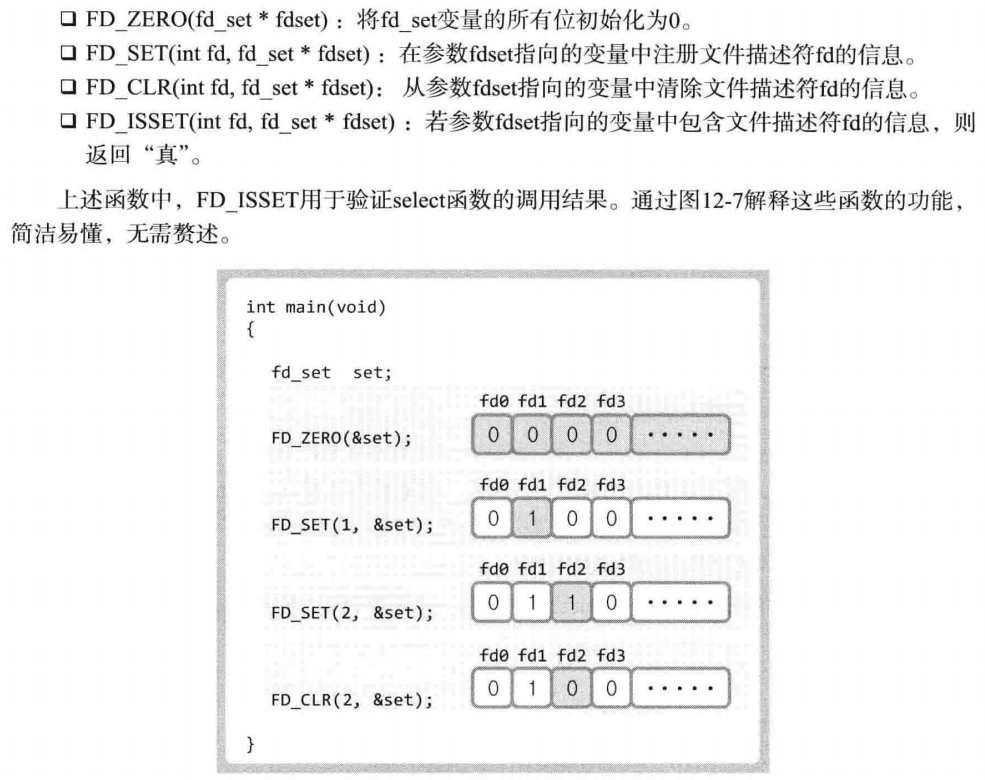 ❑ FD_ZERO(fd_set * fdset)：将fd_set变量的所有位初始化为0。
❑ FD_SET(int fd, fd_set * fdset)：在参数fdset指向的变量中注册文件描述符fd的信息。
❑ FD_CLR(int fd, fd_set * fdset)： 从参数fdset指向的变量中清除文件描述符fd的信息。
❑ FD_ISSET(int fd, fd_set * fdset)：若参数fdset指向的变量中包含文件描述符fd的信息，则
返回“真”。
上述函数中，FD_ISSET用于验证select函数的调用结果。通过图12-7解释这些函数的功能，
简洁易懂，无需赘述。
int main(void)
{
fd_set  set;
fd0 fd1 fd2 fd3
FD_ZERO(&set); 0 0 0 0 ·····
fd0 fd1 fd2 fd3
FD_SET(1, &set); 0 1 0 0 ·····
fd0 fd1 fd2 fd3
FD_SET(2, &set); 0 1 1 0 ·····
fd0 fd1 fd2 fd3
FD_CLR(2, &set); 0 1 0 0 ·····
}